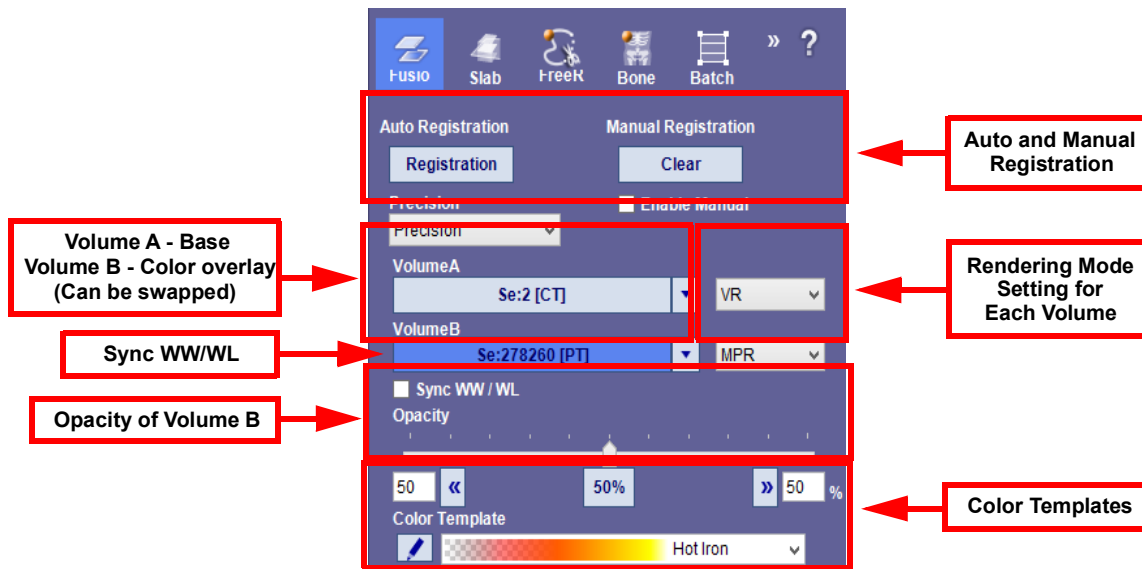 Fusio Slab FreeR Bone Batch » ?
Auto Registration Manual Registration
Registration Clear
Precision Enable Manual
Precision
VolumeA
Se:2 [CT] VR
VolumeB
Se:278260 [PT] MPR
Sync WW / WL
Opacity
50 « 50% » 50 %
Color Template
Hot Iron
Volume A - Base
Volume B - Color overlay
(Can be swapped)
Sync WW/WL
Opacity of Volume B
Auto and Manual
Registration
Rendering Mode
Setting for
Each Volume
Color Templates